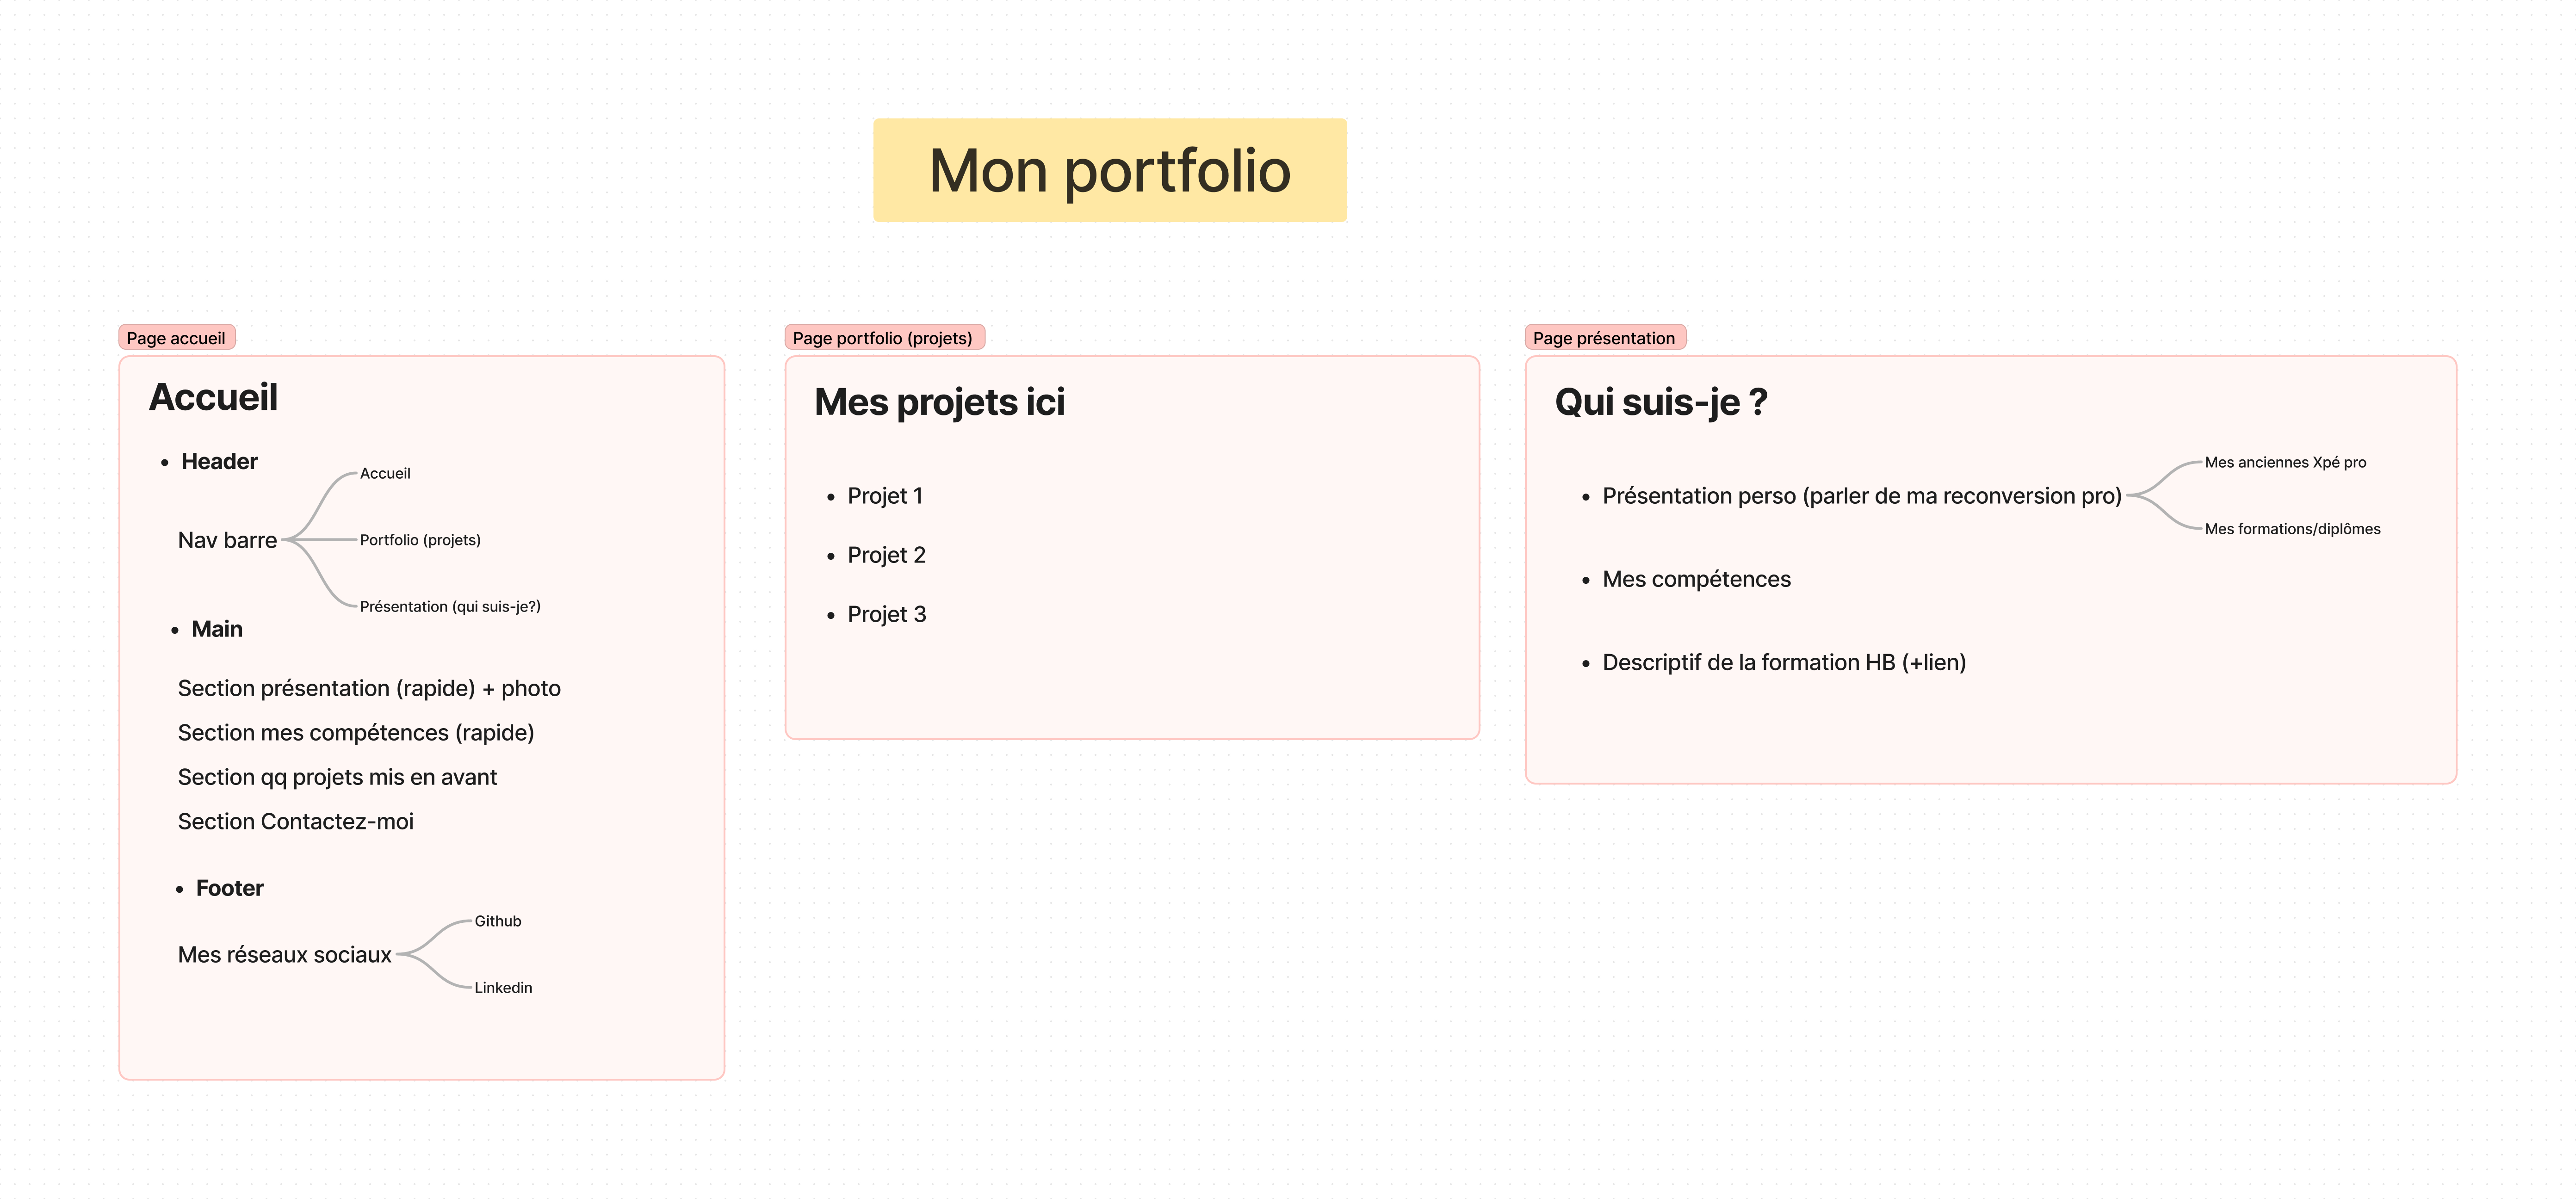 Mon portfolio
Page accueil
Accueil
• Header
Nav barre
Accueil
Portfolio (projets)
Présentation (qui suis-je?)
• Main
Section présentation (rapide) + photo
Section mes compétences (rapide)
Section qq projets mis en avant
Section Contactez-moi
• Footer
Mes réseaux sociaux
Github
Linkedin
Page portfolio (projets)
Mes projets ici
• Projet 1
• Projet 2
• Projet 3
Page présentation
Qui suis-je ?
• Présentation perso (parler de ma reconversion pro)
Mes anciennes Xpé pro
Mes formations/diplômes
• Mes compétences
• Descriptif de la formation HB (+lien)